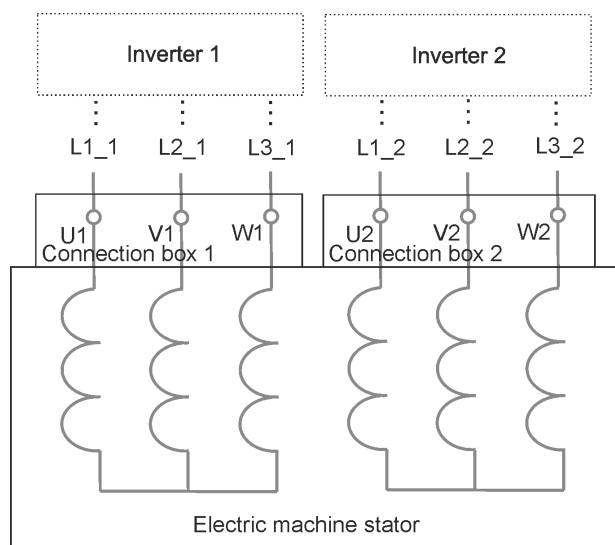 Inverter 1 Inverter 2
L1_1 L2_1 L3_1 L1_2 L2_2 L3_2
U1 V1 W1 U2 V2 W2
Connection box 1 Connection box 2
Electric machine stator